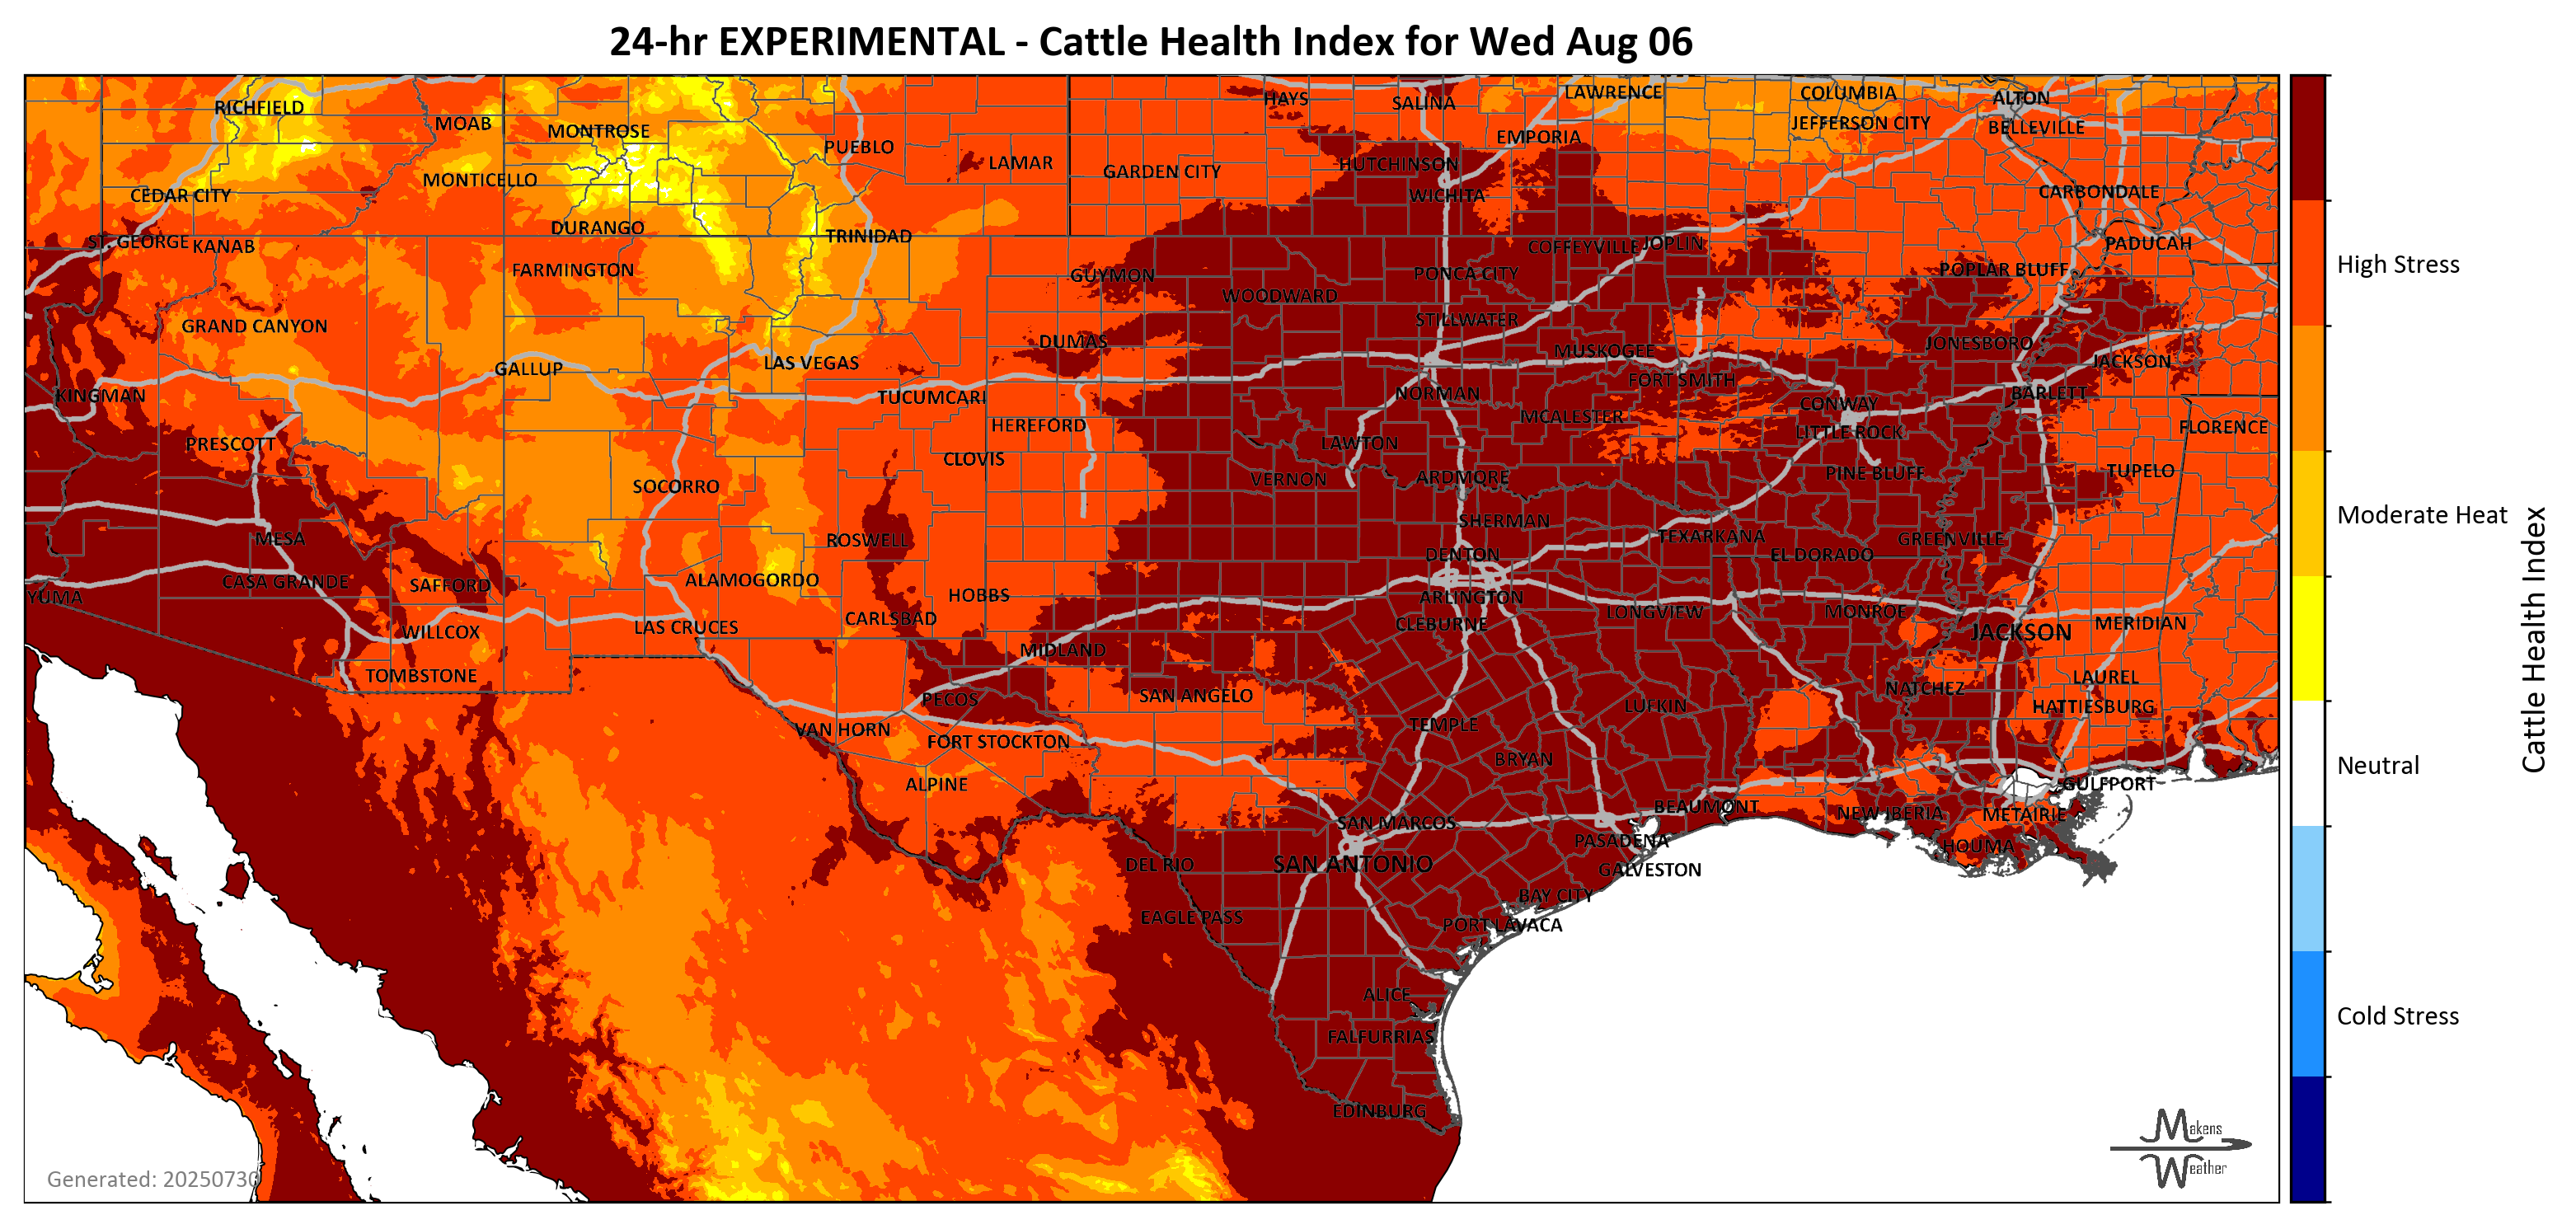 24-hr EXPERIMENTAL - Cattle Health Index for Wed Aug 06
RICHFIELD
MOAB
MONTROSE
PUEBLO
LAMAR
HAYS
SALINA
LAWRENCE
COLUMBIA
ALTON
EMPORIA
JEFFERSON CITY
BELLEVILLE
CEDAR CITY
MONTICELLO
GARDEN CITY
HUTCHINSON
WICHITA
CARBONDALE
ST. GEORGE
KANAB
DURANGO
TRINIDAD
COFFEYVILLE
JOPLIN
PADUCAH
FARMINGTON
GUYMON
PONCA CITY
POPLAR BLUFF
WOODWARD
High Stress
GRAND CANYON
DUMAS
STILLWATER
MUSKOGEE
JONESBORO
GALLUP
LAS VEGAS
FORT SMITH
JACKSON
KINGMAN
TUCUMCARI
NORMAN
CONWAY
BARLETT
PRESCOTT
HEREFORD
LAWTON
MCALESTER
LITTLE ROCK
FLORENCE
SOCORRO
CLOVIS
VERNON
ARDMORE
PINE BLUFF
TUPELO
MESA
ROSWELL
SHERMAN
TEXARKANA
GREENVILLE
Moderate Heat
DENTON
EL DORADO
YUMA
CASA GRANDE
SAFFORD
ALAMOGORDO
HOBBS
ARLINGTON
WILLCOX
LAS CRUCES
CARLSBAD
CLEBURNE
LONGVIEW
MONROE
JACKSON
MERIDIAN
TOMBSTONE
MIDLAND
Cattle Health Index
PECOS
SAN ANGELO
LUFKIN
NATCHEZ
LAUREL
VAN HORN
FORT STOCKTON
TEMPLE
HATTIESBURG
ALPINE
BRYAN
GULFPORT
Neutral
SAN MARCOS
BEAUMONT
NEW IBERIA
METAIRIE
DEL RIO
SAN ANTONIO
PASADENA
HOUMA
GALVESTON
EAGLE PASS
BAY CITY
PORT LAVACA
ALICE
Cold Stress
FALFURRIAS
EDINBURG
Makens
Weather
Generated: 20250730